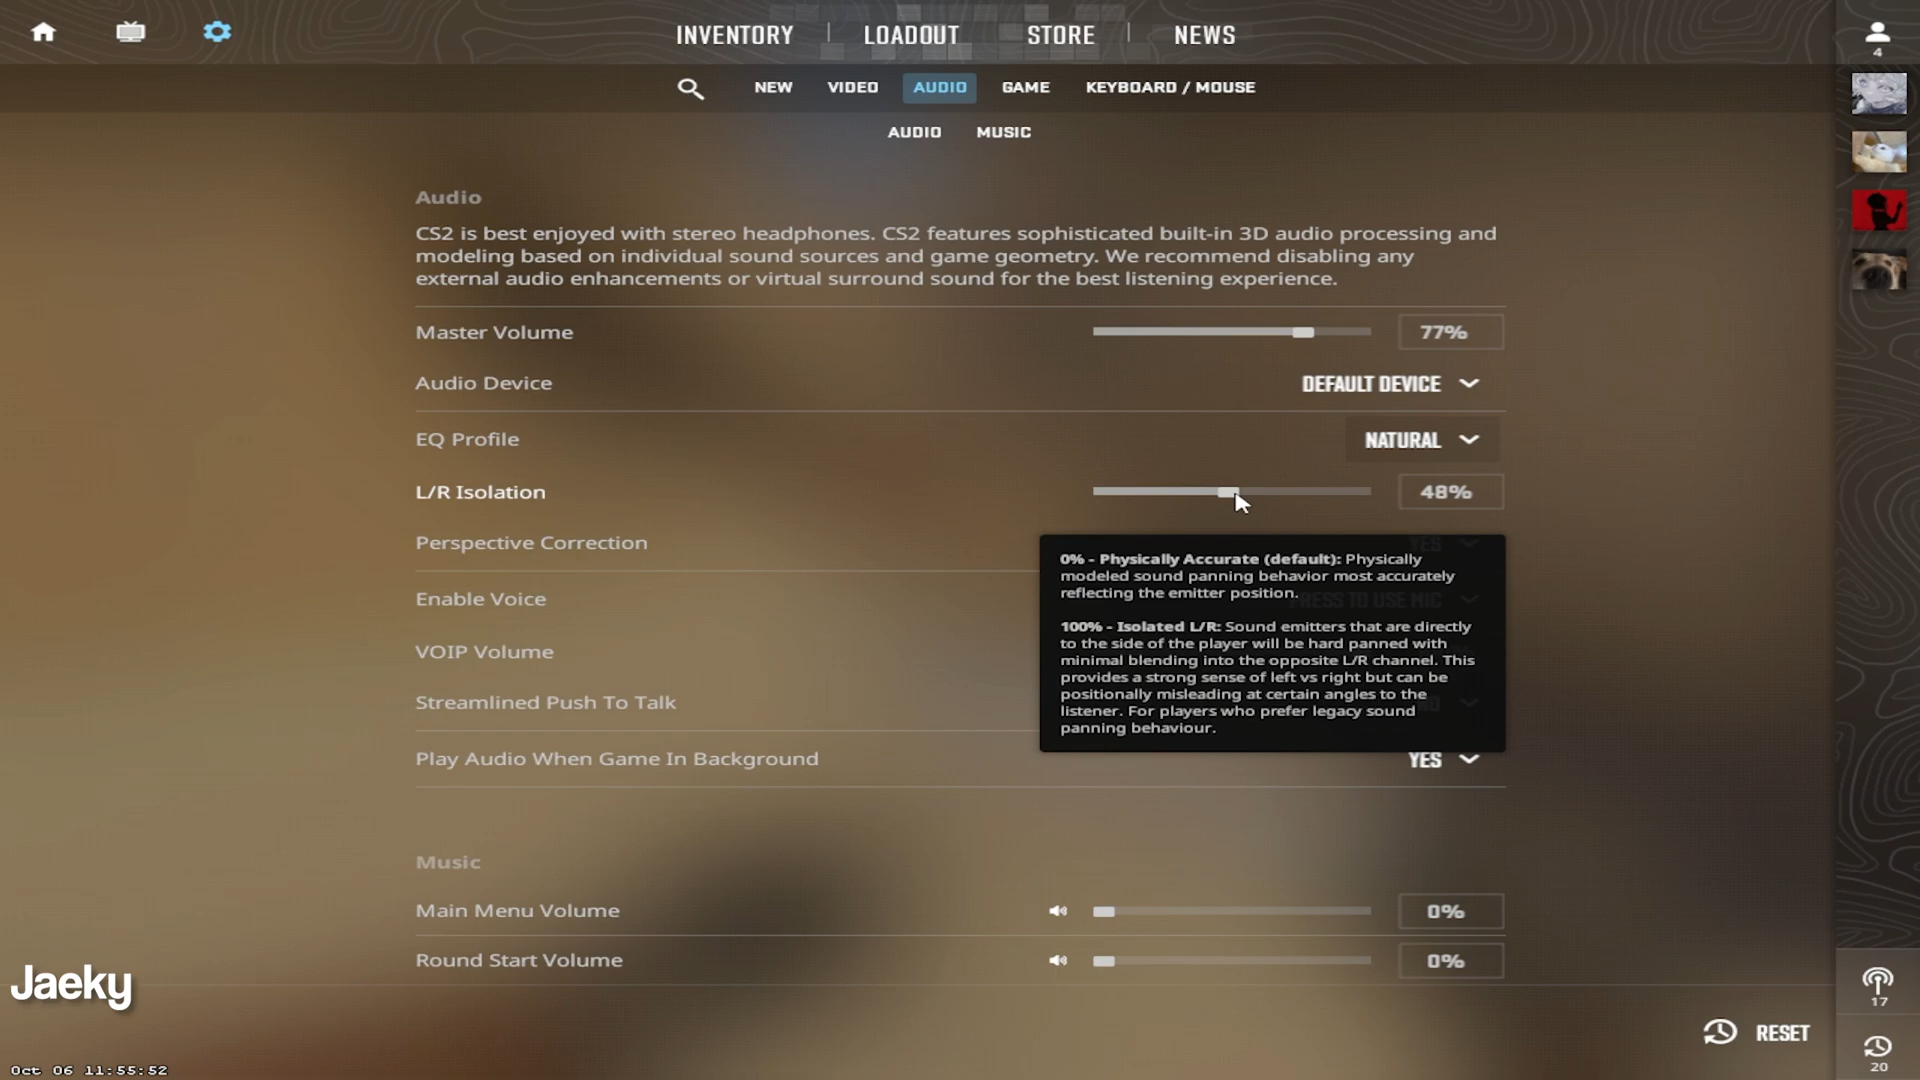 INVENTORY
LOADOUT
STORE
NEWS
4
NEW
VIDEO
AUDIO
GAME
KEYBOARD / MOUSE
AUDIO
MUSIC
Audio
CS2 is best enjoyed with stereo headphones. CS2 features sophisticated built-in 3D audio processing and
modeling based on individual sound sources and game geometry. We recommend disabling any
external audio enhancements or virtual surround sound for the best listening experience.
Master Volume
77%
Audio Device
DEFAULT DEVICE
EQ Profile
NATURAL
L/R Isolation
48%
Perspective Correction
YES
0% - Physically Accurate (default): Physically
modeled sound panning behavior most accurately
reflecting the emitter position.
Enable Voice
PRESS TO USE MIC
100% - Isolated L/R: Sound emitters that are directly
to the side of the player will be hard panned with
minimal blending into the opposite L/R channel. This
provides a strong sense of left vs right but can be
positionally misleading at certain angles to the
listener. For players who prefer legacy sound
panning behaviour.
VOIP Volume
Streamlined Push To Talk
NO
Play Audio When Game In Background
YES
Music
Main Menu Volume
0%
Round Start Volume
0%
Jaeky
17
RESET
20
Oct 06 11:55:52